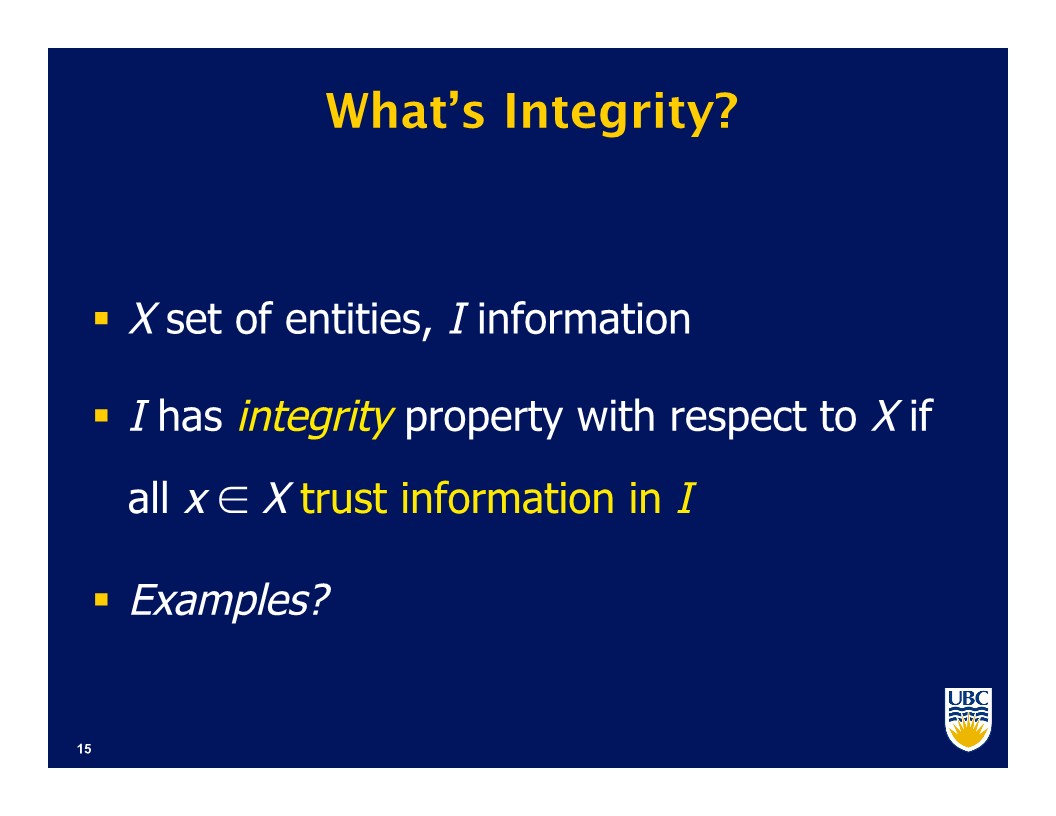 What’s Integrity?
▪ X set of entities, I information
▪ I has integrity property with respect to X if
all x ∈ X trust information in I
▪ Examples?
UBC
15